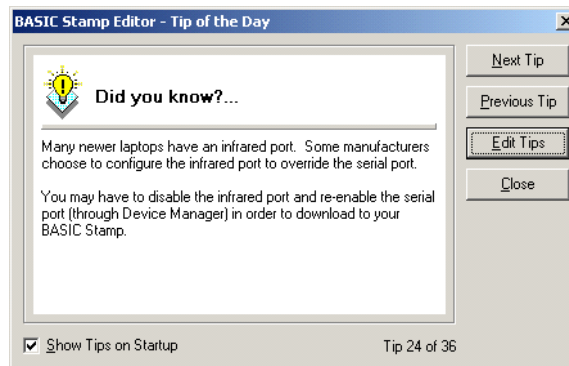 BASIC Stamp Editor - Tip of the Day
Did you know?...
Many newer laptops have an infrared port. Some manufacturers
choose to configure the infrared port to override the serial port.
You may have to disable the infrared port and re-enable the serial
port (through Device Manager) in order to download to your
BASIC Stamp.
Next Tip
Previous Tip
Edit Tips
Close
Show Tips on Startup
Tip 24 of 36